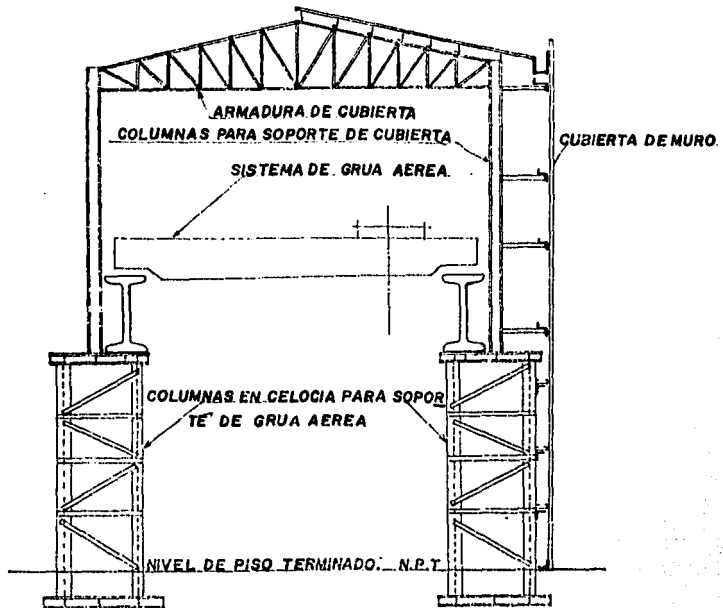 ARMADURA DE CUBIERTA
COLUMNAS PARA SOPORTE DE CUBIERTA
CUBIERTA DE MURO.
SISTEMA DE GRUA AEREA.
COLUMNAS EN CELOCIA PARA SOPOR
TE DE GRUA AEREA
NIVEL DE PISO TERMINADO. N.P.T